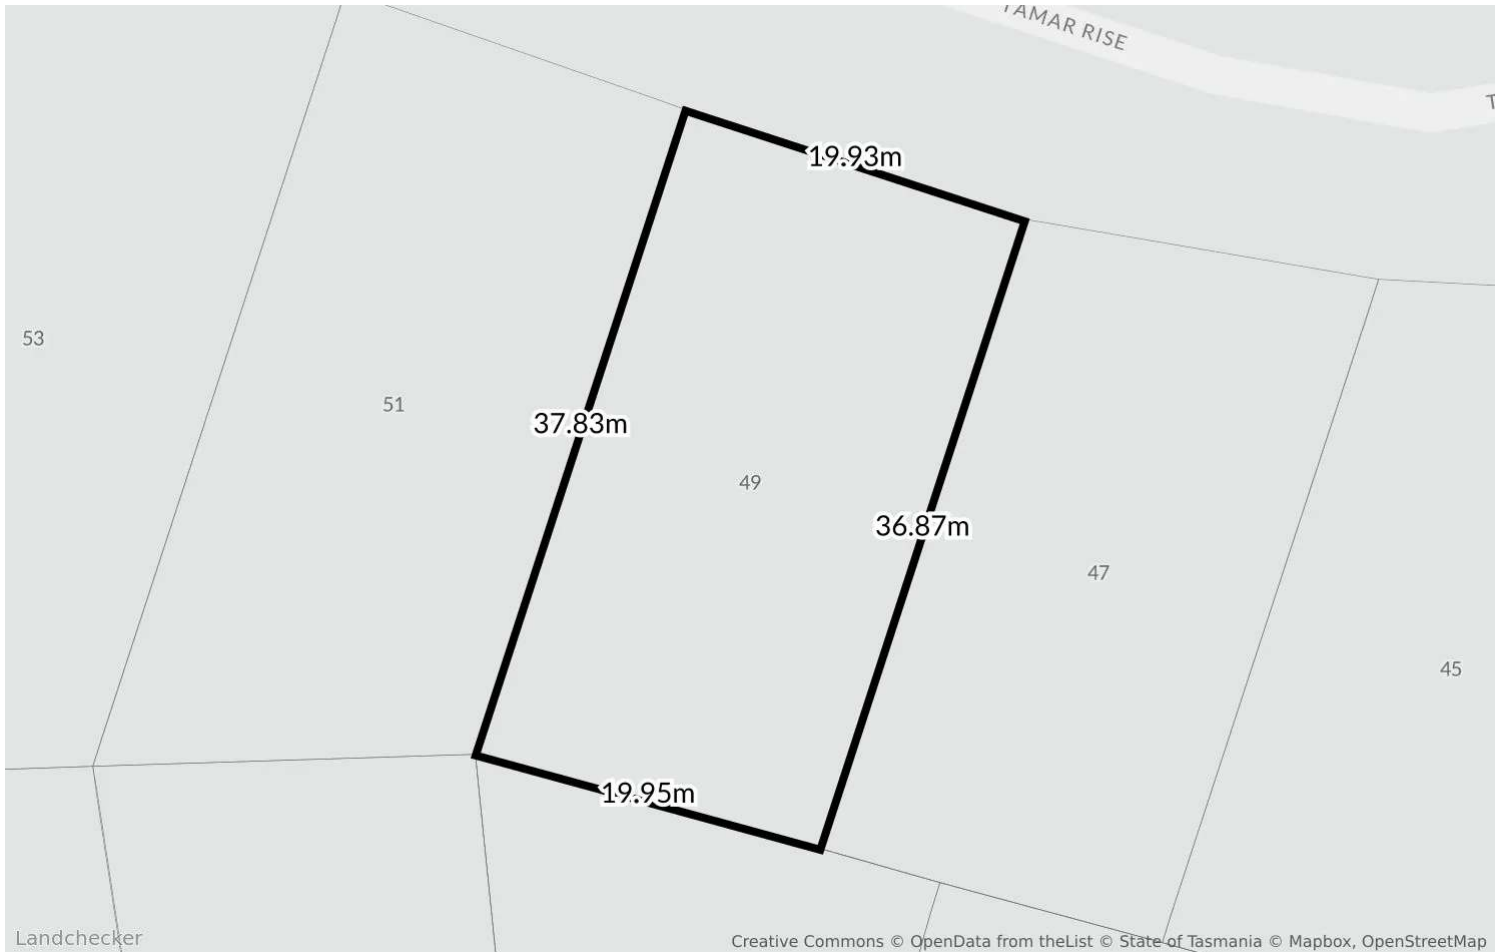 TAMAR RISE
T
19.93m
53
51
37.83m
49
36.87m
47
45
19.95m
Landchecker
Creative Commons © OpenData from theList © State of Tasmania © Mapbox, OpenStreetMap